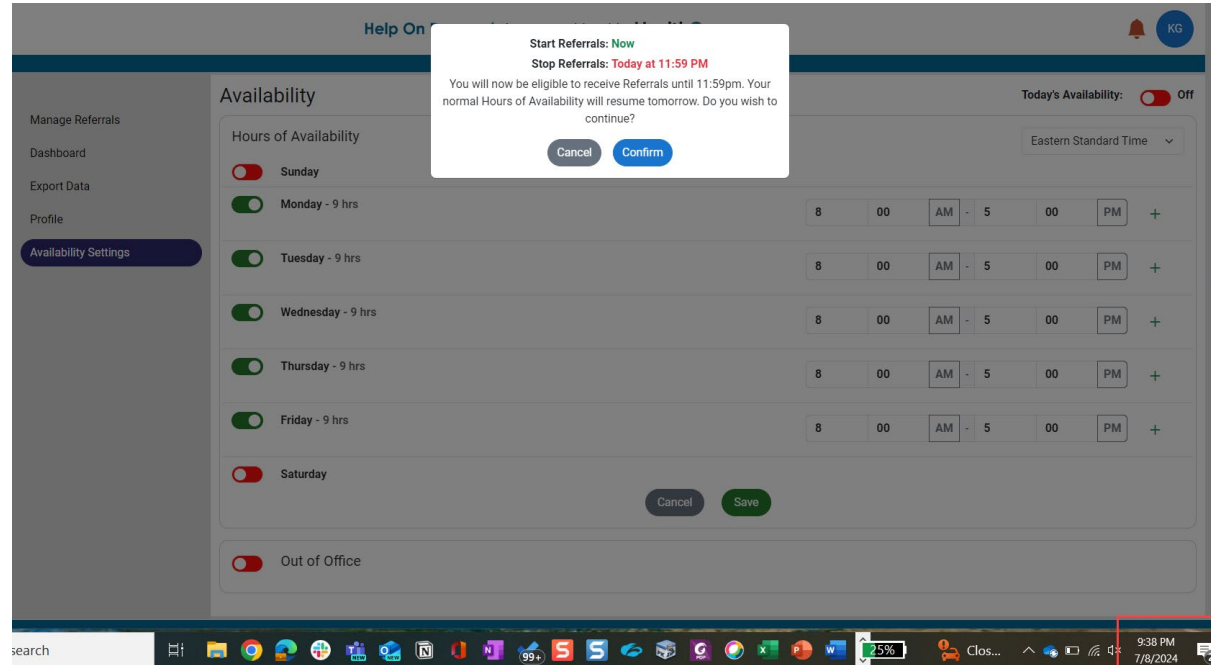 Help On
KG
Start Referrals: Now
Stop Referrals: Today at 11:59 PM
You will now be eligible to receive Referrals until 11:59pm. Your
normal Hours of Availability will resume tomorrow. Do you wish to
continue?
Cancel Confirm
Availability
Today's Availability: Off
Manage Referrals
Dashboard
Export Data
Profile
Availability Settings
Hours of Availability
Eastern Standard Time
Sunday
Monday - 9 hrs
8 00 AM - 5 00 PM +
Tuesday - 9 hrs
8 00 AM - 5 00 PM +
Wednesday - 9 hrs
8 00 AM - 5 00 PM +
Thursday - 9 hrs
8 00 AM - 5 00 PM +
Friday - 9 hrs
8 00 AM - 5 00 PM +
Saturday
Cancel Save
Out of Office
search
99+
25%
Clos...
9:38 PM
7/8/2024